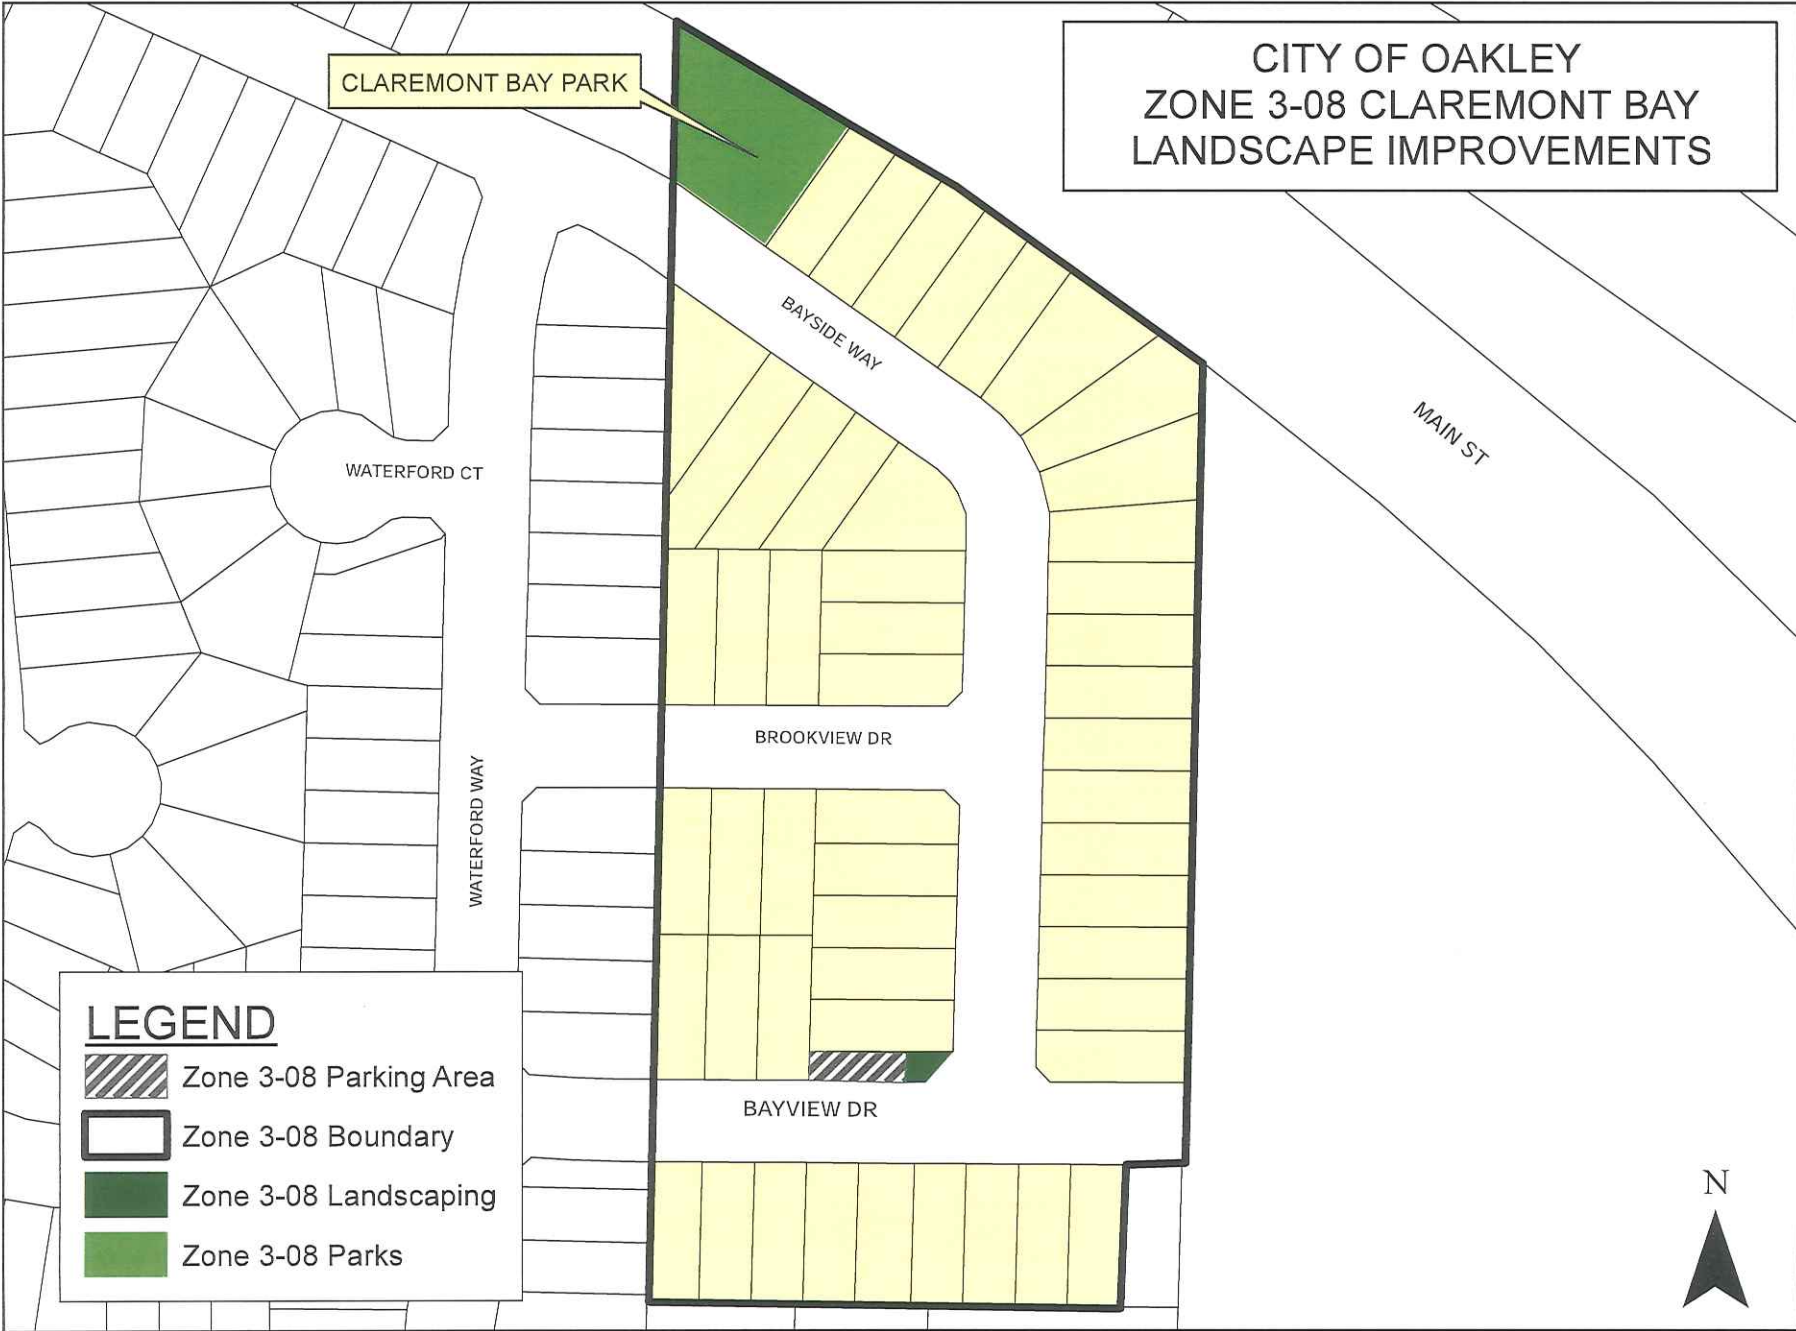 CITY OF OAKLEY
ZONE 3-08 CLAREMONT BAY
LANDSCAPE IMPROVEMENTS
CLAREMONT BAY PARK
BAYSIDE WAY
MAIN ST
WATERFORD CT
BROOKVIEW DR
WATERFORD WAY
BAYVIEW DR
LEGEND
Zone 3-08 Parking Area
Zone 3-08 Boundary
Zone 3-08 Landscaping
Zone 3-08 Parks
N